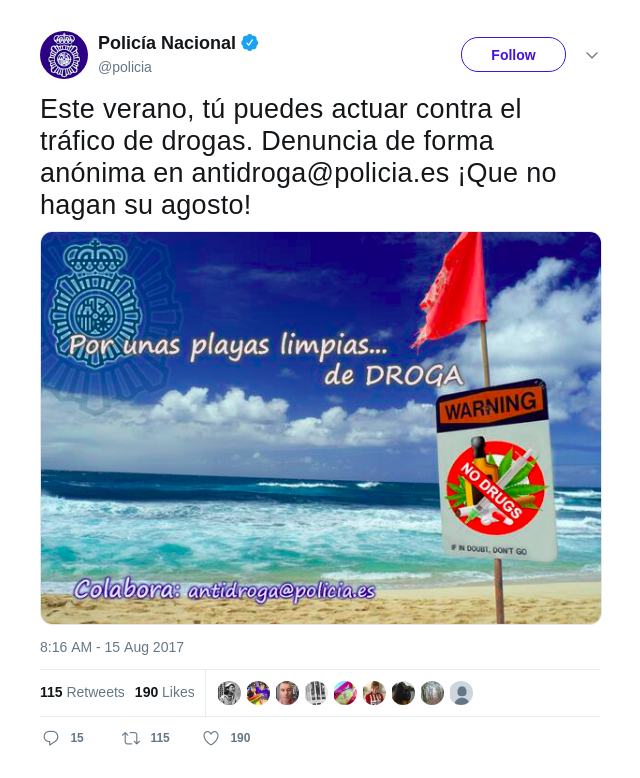 Policía Nacional
@policia
Follow
Este verano, tú puedes actuar contra el
tráfico de drogas. Denuncia de forma
anónima en antidroga@policia.es ¡Que no
hagan su agosto!
Por unas playas limpias...
de DROGA
WARNING
NO DRUGS
IF IN DOUBT, DON'T GO
Colabora: antidroga@policia.es
8:16 AM - 15 Aug 2017
115 Retweets 190 Likes
15 115 190